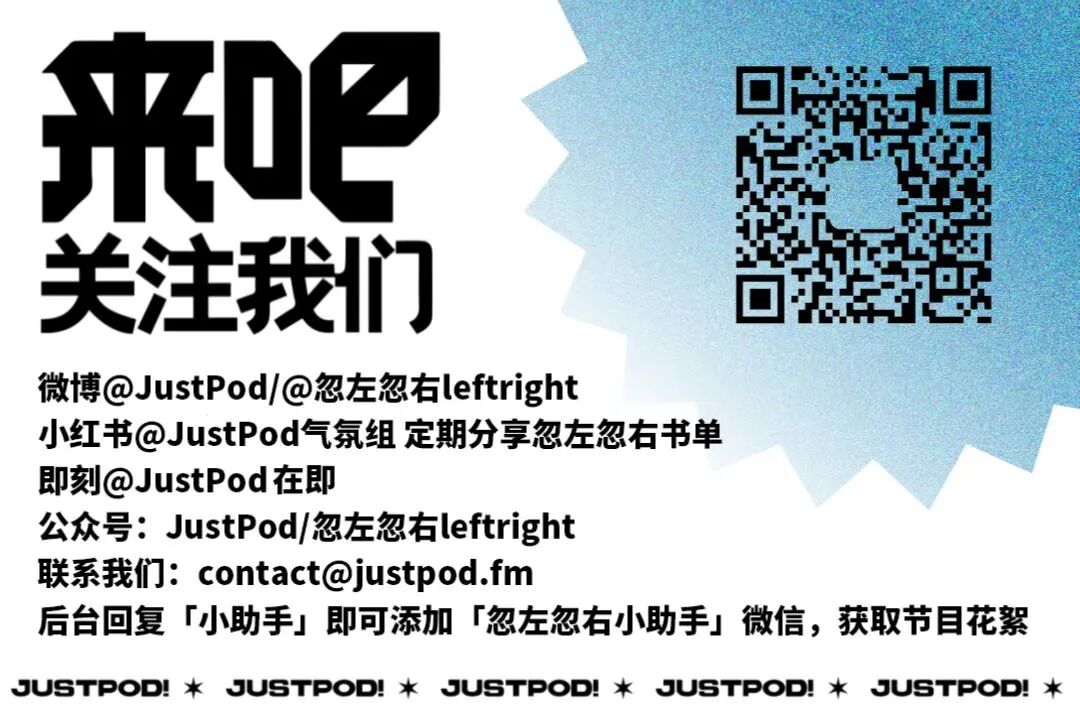 来吧
关注我们
微博@JustPod/@忽左忽右leftright
小红书@JustPod气氛组 定期分享忽左忽右书单
即刻@JustPod在即
公众号：JustPod/忽左忽右leftright
联系我们：contact@justpod.fm
后台回复「小助手」即可添加「忽左忽右小助手」微信，获取节目花絮
JUSTPOD! ✶ JUSTPOD! ✶ JUSTPOD! ✶ JUSTPOD! ✶ JUSTPOD! ✶